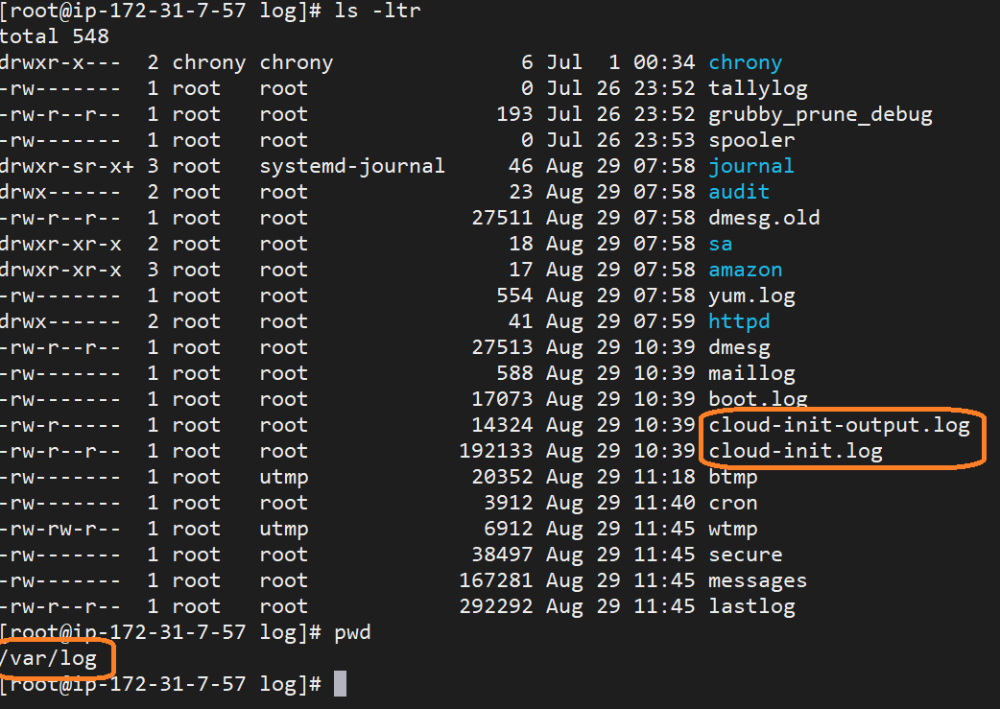 [root@ip-172-31-7-57 log]# ls -ltr
total 548
drwxr-x---  2 chrony chrony               6 Jul  1 00:34 chrony
-rw-------  1 root   root                 0 Jul 26 23:52 tallylog
-rw-r--r--  1 root   root               193 Jul 26 23:52 grubby_prune_debug
-rw-------  1 root   root                 0 Jul 26 23:53 spooler
drwxr-sr-x+ 3 root   systemd-journal     46 Aug 29 07:58 journal
drwx------  2 root   root                23 Aug 29 07:58 audit
-rw-r--r--  1 root   root             27511 Aug 29 07:58 dmesg.old
drwxr-xr-x  2 root   root                18 Aug 29 07:58 sa
drwxr-xr-x  3 root   root                17 Aug 29 07:58 amazon
-rw-------  1 root   root               554 Aug 29 07:58 yum.log
drwx------  2 root   root                41 Aug 29 07:59 httpd
-rw-r--r--  1 root   root             27513 Aug 29 10:39 dmesg
-rw-------  1 root   root               588 Aug 29 10:39 maillog
-rw-------  1 root   root             17073 Aug 29 10:39 boot.log
-rw-r-----  1 root   root             14324 Aug 29 10:39 cloud-init-output.log
-rw-r--r--  1 root   root            192133 Aug 29 10:39 cloud-init.log
-rw-------  1 root   utmp             20352 Aug 29 11:18 btmp
-rw-------  1 root   root              3912 Aug 29 11:40 cron
-rw-rw-r--  1 root   utmp              6912 Aug 29 11:45 wtmp
-rw-------  1 root   root             38497 Aug 29 11:45 secure
-rw-------  1 root   root            167281 Aug 29 11:45 messages
-rw-r--r--  1 root   root            292292 Aug 29 11:45 lastlog
[root@ip-172-31-7-57 log]# pwd
/var/log
[root@ip-172-31-7-57 log]#